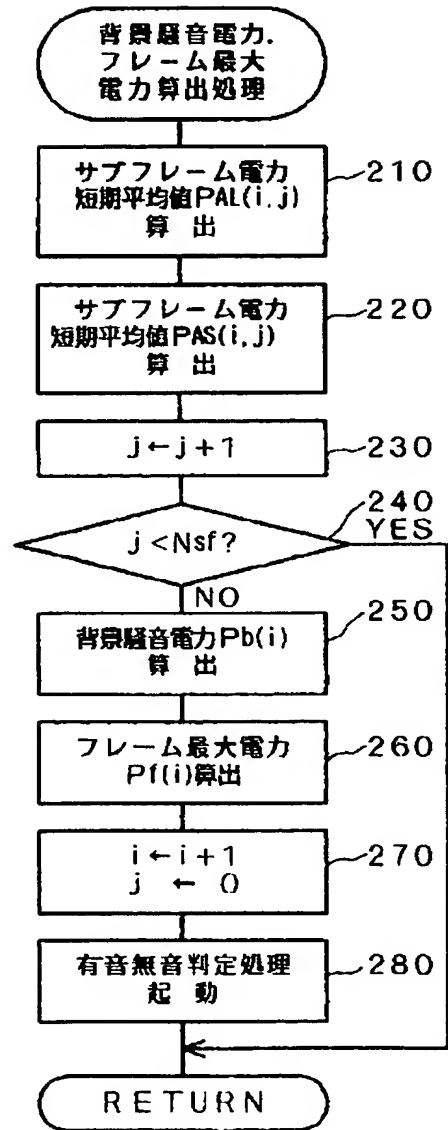 背景騒音電力.
フレーム最大
電力算出処理
サブフレーム電力
短期平均値PAL(i.j)
算出
210
サブフレーム電力
短期平均値PAS(i.j)
算出
220
j←j+1
230
240
j<Nsf?
YES
NO
250
背景騒音電力Pb(i)
算出
フレーム最大電力
Pf(i)算出
260
i←i+1
j ← 0
270
有音無音判定処理
起動
280
RETURN